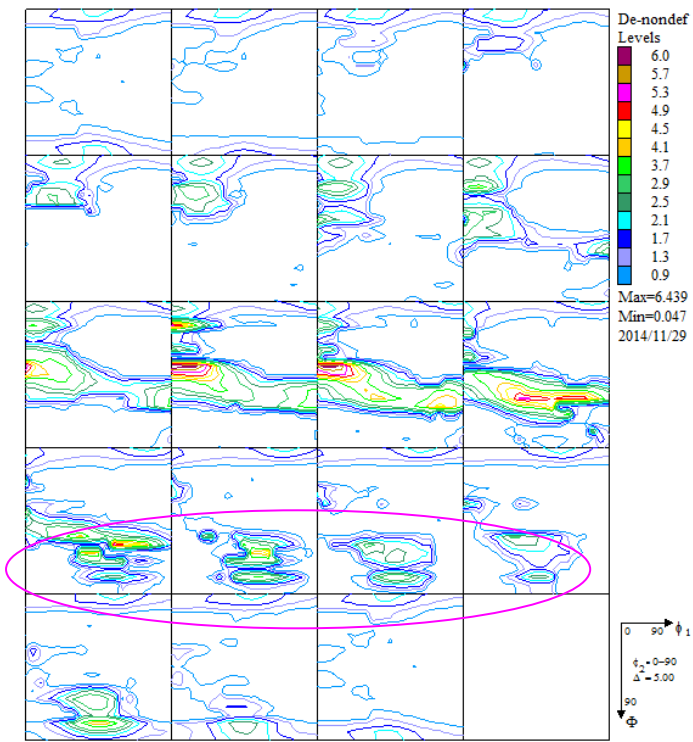 De-nondef
Levels
6.0
5.7
5.3
4.9
4.5
4.1
3.7
2.9
2.5
2.1
1.7
1.3
0.9
Max=6.439
Min=0.047
2014/11/29
0 90 ϕ1
ϕ2=0-90
Δ=5.00
90
Φ